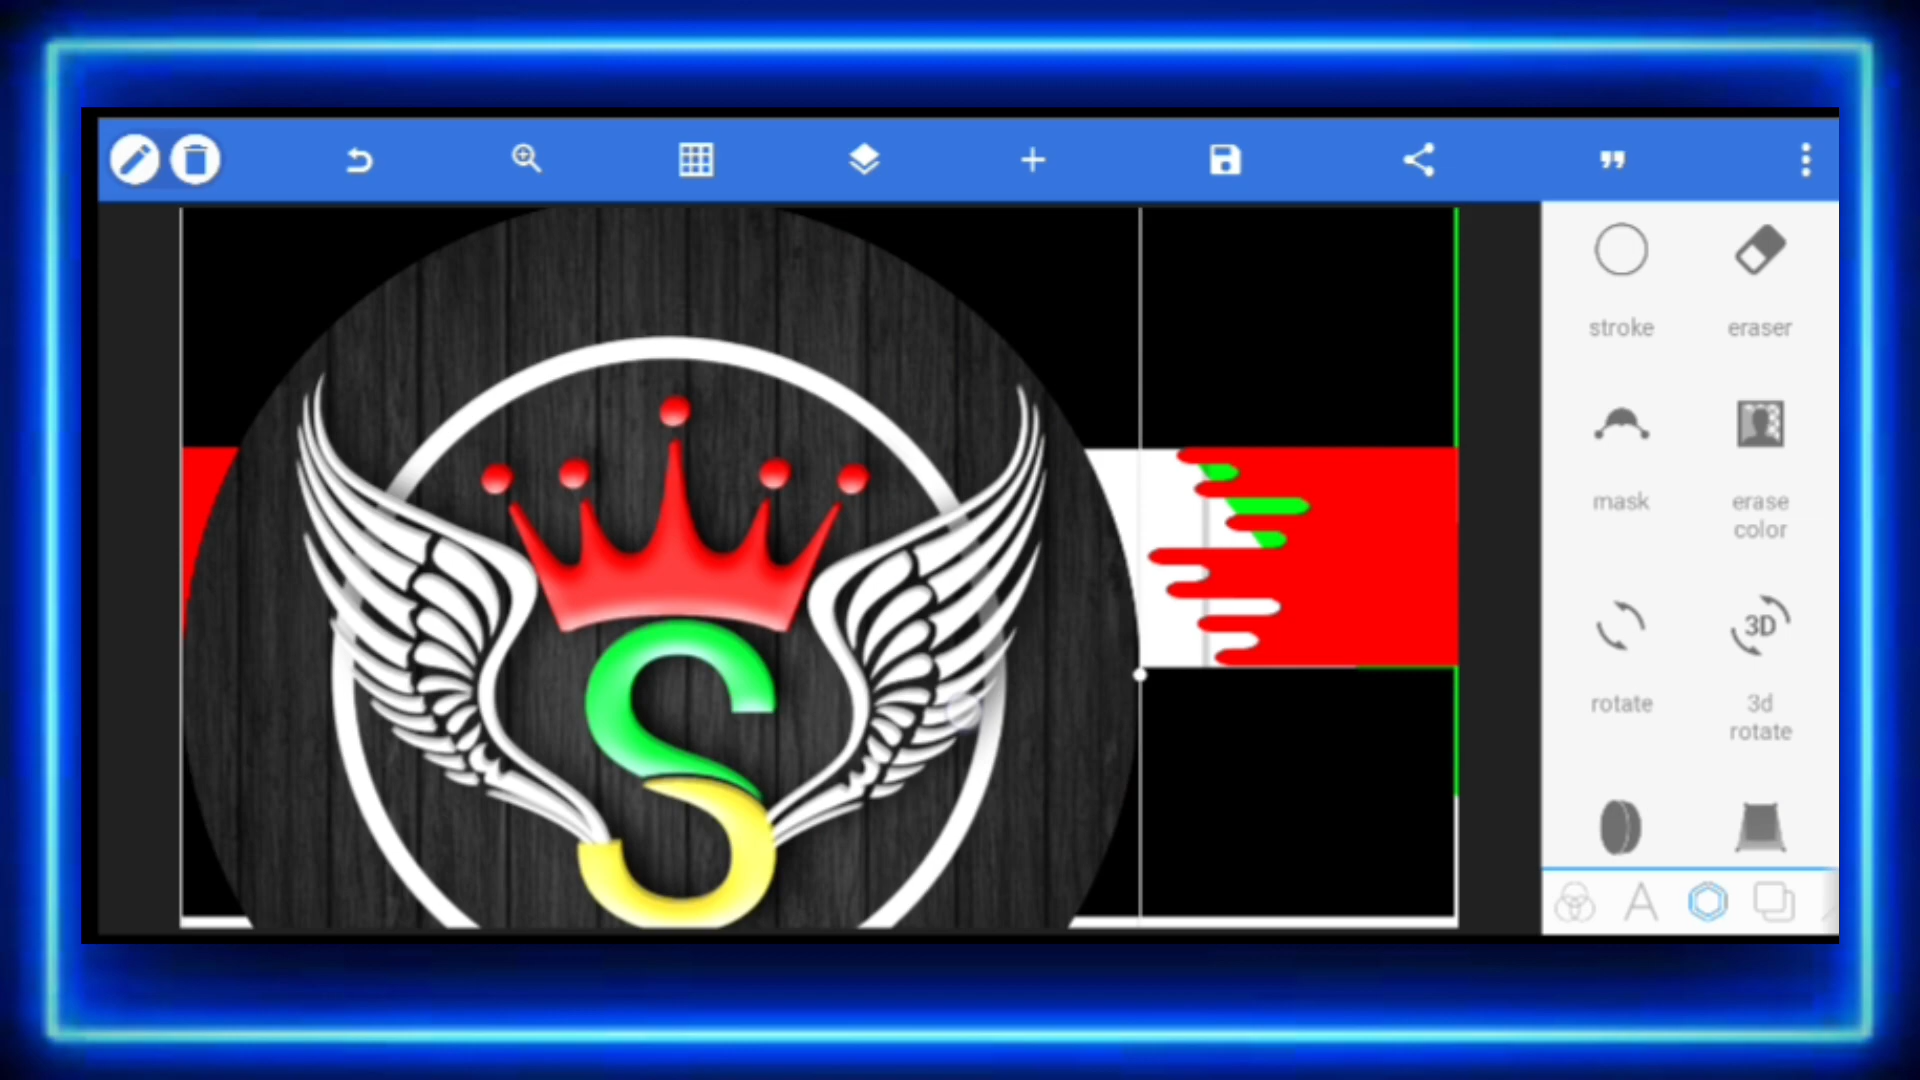 stroke
eraser
mask
erase
color
3D
rotate
3d
rotate
A
S